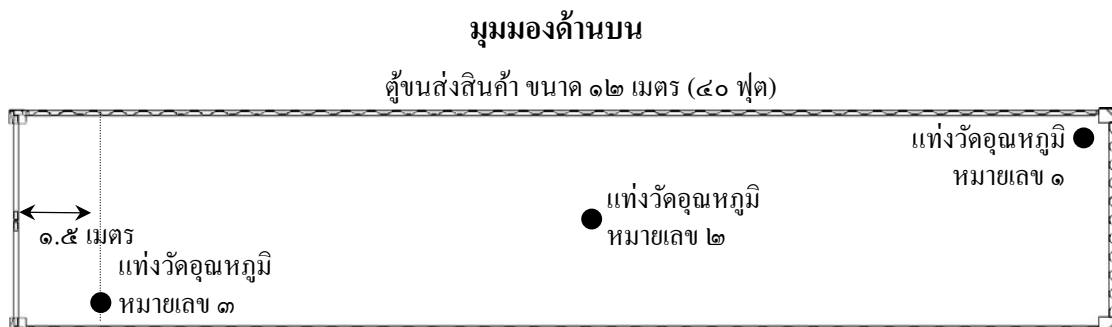 มุมมองด้านบน
ตู้ขนส่งสินค้า ขนาด ๑๒ เมตร (๔๐ ฟุต)
แท่งวัดอุณหภูมิ
หมายเลข ๑
แท่งวัดอุณหภูมิ
หมายเลข ๒
๑.๕ เมตร
แท่งวัดอุณหภูมิ
หมายเลข ๓